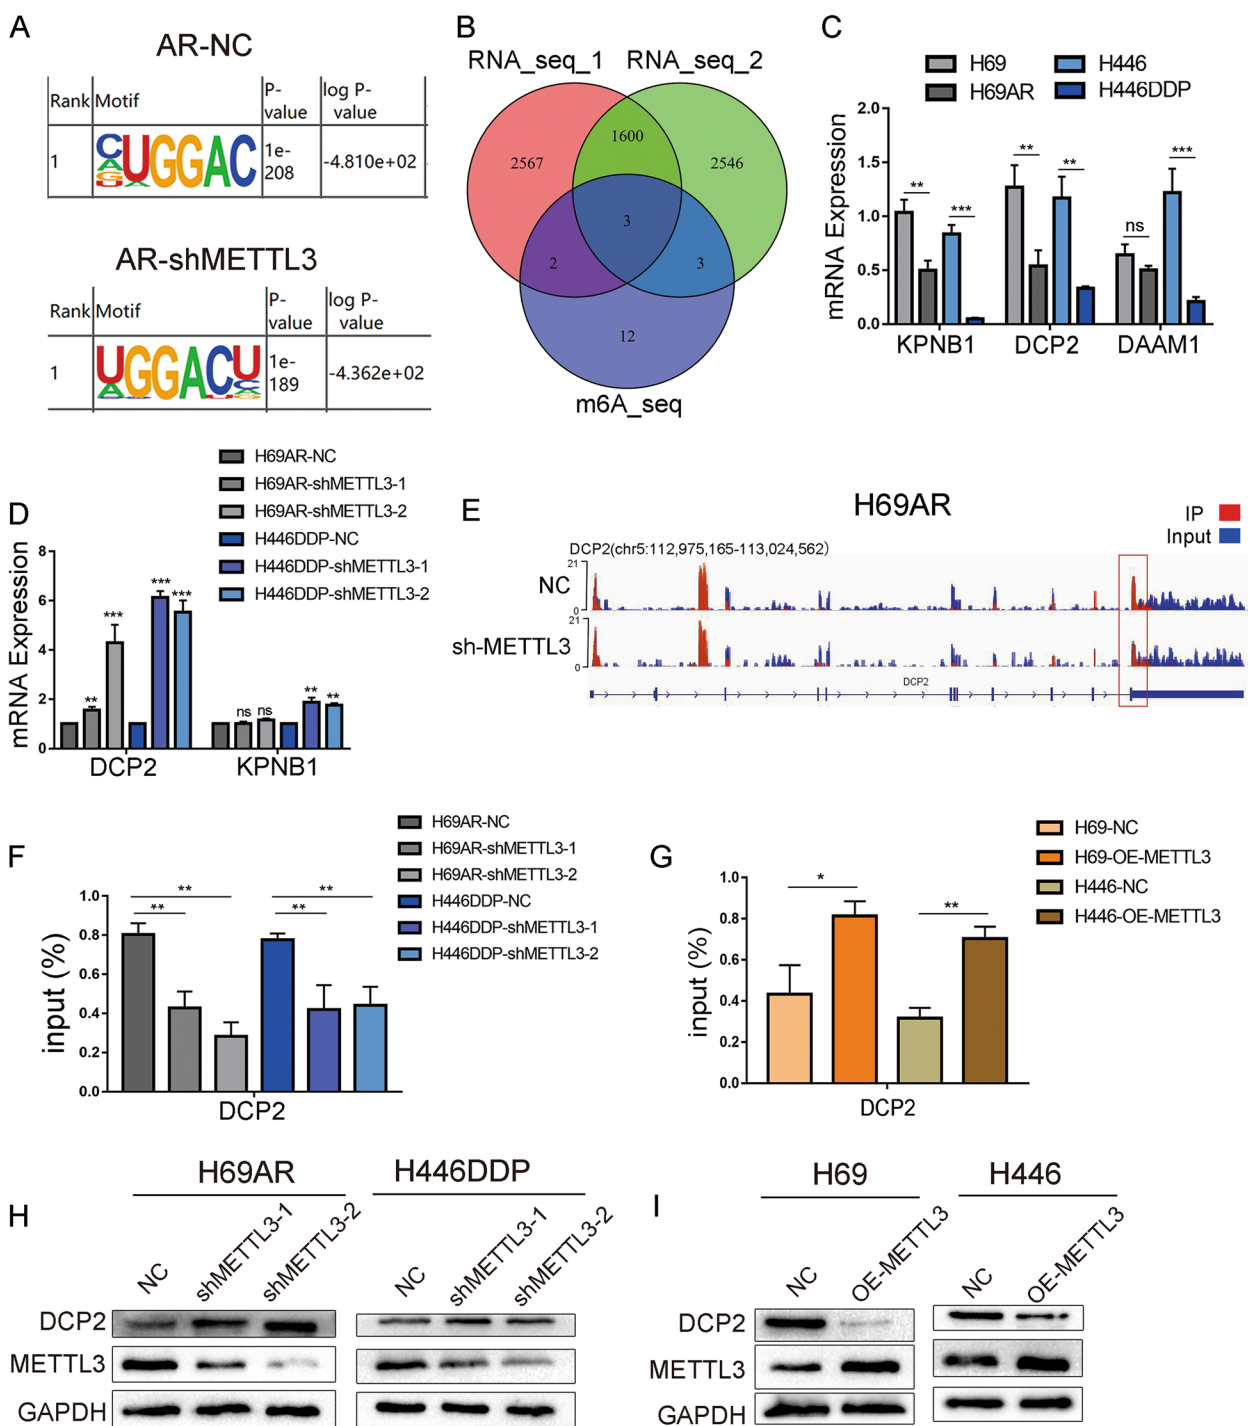 A
AR-NC
Rank Motif P-value log P-value
1 CUGGAC 1e-208 -4.810e+02
AR-shMETTL3
Rank Motif P-value log P-value
1 UGGACU 1e-189 -4.362e+02
B
RNA_seq_1 RNA_seq_2
1600
2567 2546
3
2 3
12
m6A_seq
C
H69 H446
H69AR H446DDP
mRNA Expression
2.0
1.5
1.0
0.5
0.0
** *** ** ** ns ***
KPNB1 DCP2 DAAM1
D
H69AR-NC
H69AR-shMETTL3-1
H69AR-shMETTL3-2
H446DDP-NC
H446DDP-shMETTL3-1
H446DDP-shMETTL3-2
mRNA Expression
8
6
4
2
0
** *** *** *** ns ns ** **
DCP2 KPNB1
E
H69AR
IP
Input
DCP2(chr5:112,975,165-113,024,562)
NC
21
0
sh-METTL3
21
0
DCP2
F
H69AR-NC
H69AR-shMETTL3-1
H69AR-shMETTL3-2
H446DDP-NC
H446DDP-shMETTL3-1
H446DDP-shMETTL3-2
input (%)
1.0
0.8
0.6
0.4
0.2
0.0
** **
** **
DCP2
G
H69-NC
H69-OE-METTL3
H446-NC
H446-OE-METTL3
input (%)
1.0
0.8
0.6
0.4
0.2
0.0
* **
DCP2
H
H69AR H446DDP
NC shMETTL3-1 shMETTL3-2 NC shMETTL3-1 shMETTL3-2
DCP2
METTL3
GAPDH
I
H69 H446
NC OE-METTL3 NC OE-METTL3
DCP2
METTL3
GAPDH